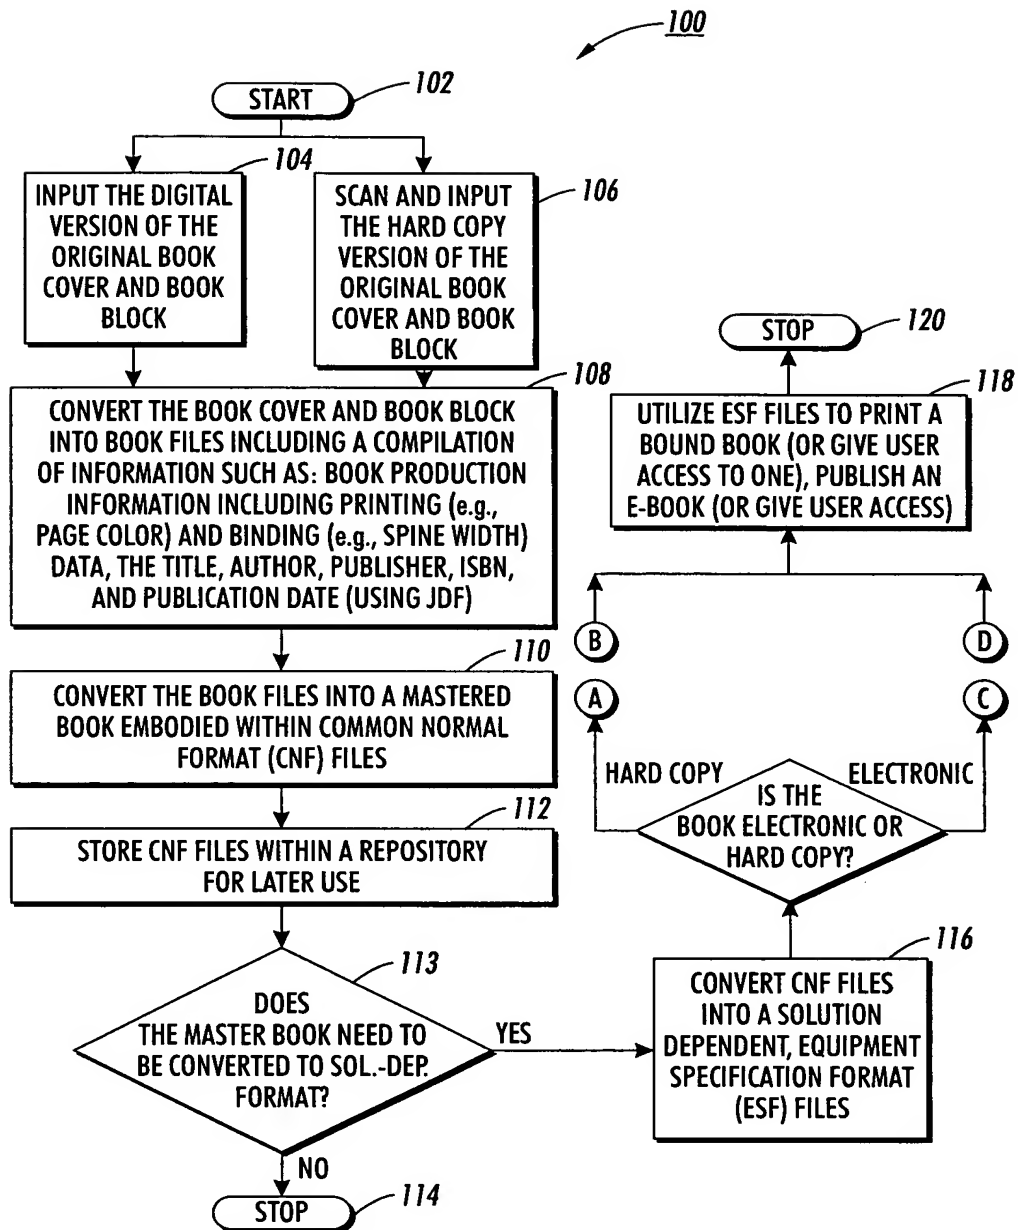 100
START
102
104
INPUT THE DIGITAL
VERSION OF THE
ORIGINAL BOOK
COVER AND BOOK
BLOCK
SCAN AND INPUT
THE HARD COPY
VERSION OF THE
ORIGINAL BOOK
COVER AND BOOK
BLOCK
106
108
CONVERT THE BOOK COVER AND BOOK BLOCK
INTO BOOK FILES INCLUDING A COMPILATION
OF INFORMATION SUCH AS: BOOK PRODUCTION
INFORMATION INCLUDING PRINTING (e.g.,
PAGE COLOR) AND BINDING (e.g., SPINE WIDTH)
DATA, THE TITLE, AUTHOR, PUBLISHER, ISBN,
AND PUBLICATION DATE (USING JDF)
110
CONVERT THE BOOK FILES INTO A MASTERED
BOOK EMBODIED WITHIN COMMON NORMAL
FORMAT (CNF) FILES
112
STORE CNF FILES WITHIN A REPOSITORY
FOR LATER USE
113
DOES
THE MASTER BOOK NEED TO
BE CONVERTED TO SOL.-DEP.
FORMAT?
YES
NO
STOP
114
116
CONVERT CNF FILES
INTO A SOLUTION
DEPENDENT, EQUIPMENT
SPECIFICATION FORMAT
(ESF) FILES
IS THE
BOOK ELECTRONIC OR
HARD COPY?
HARD COPY
ELECTRONIC
A
C
B
D
118
UTILIZE ESF FILES TO PRINT A
BOUND BOOK (OR GIVE USER
ACCESS TO ONE), PUBLISH AN
E-BOOK (OR GIVE USER ACCESS)
STOP
120